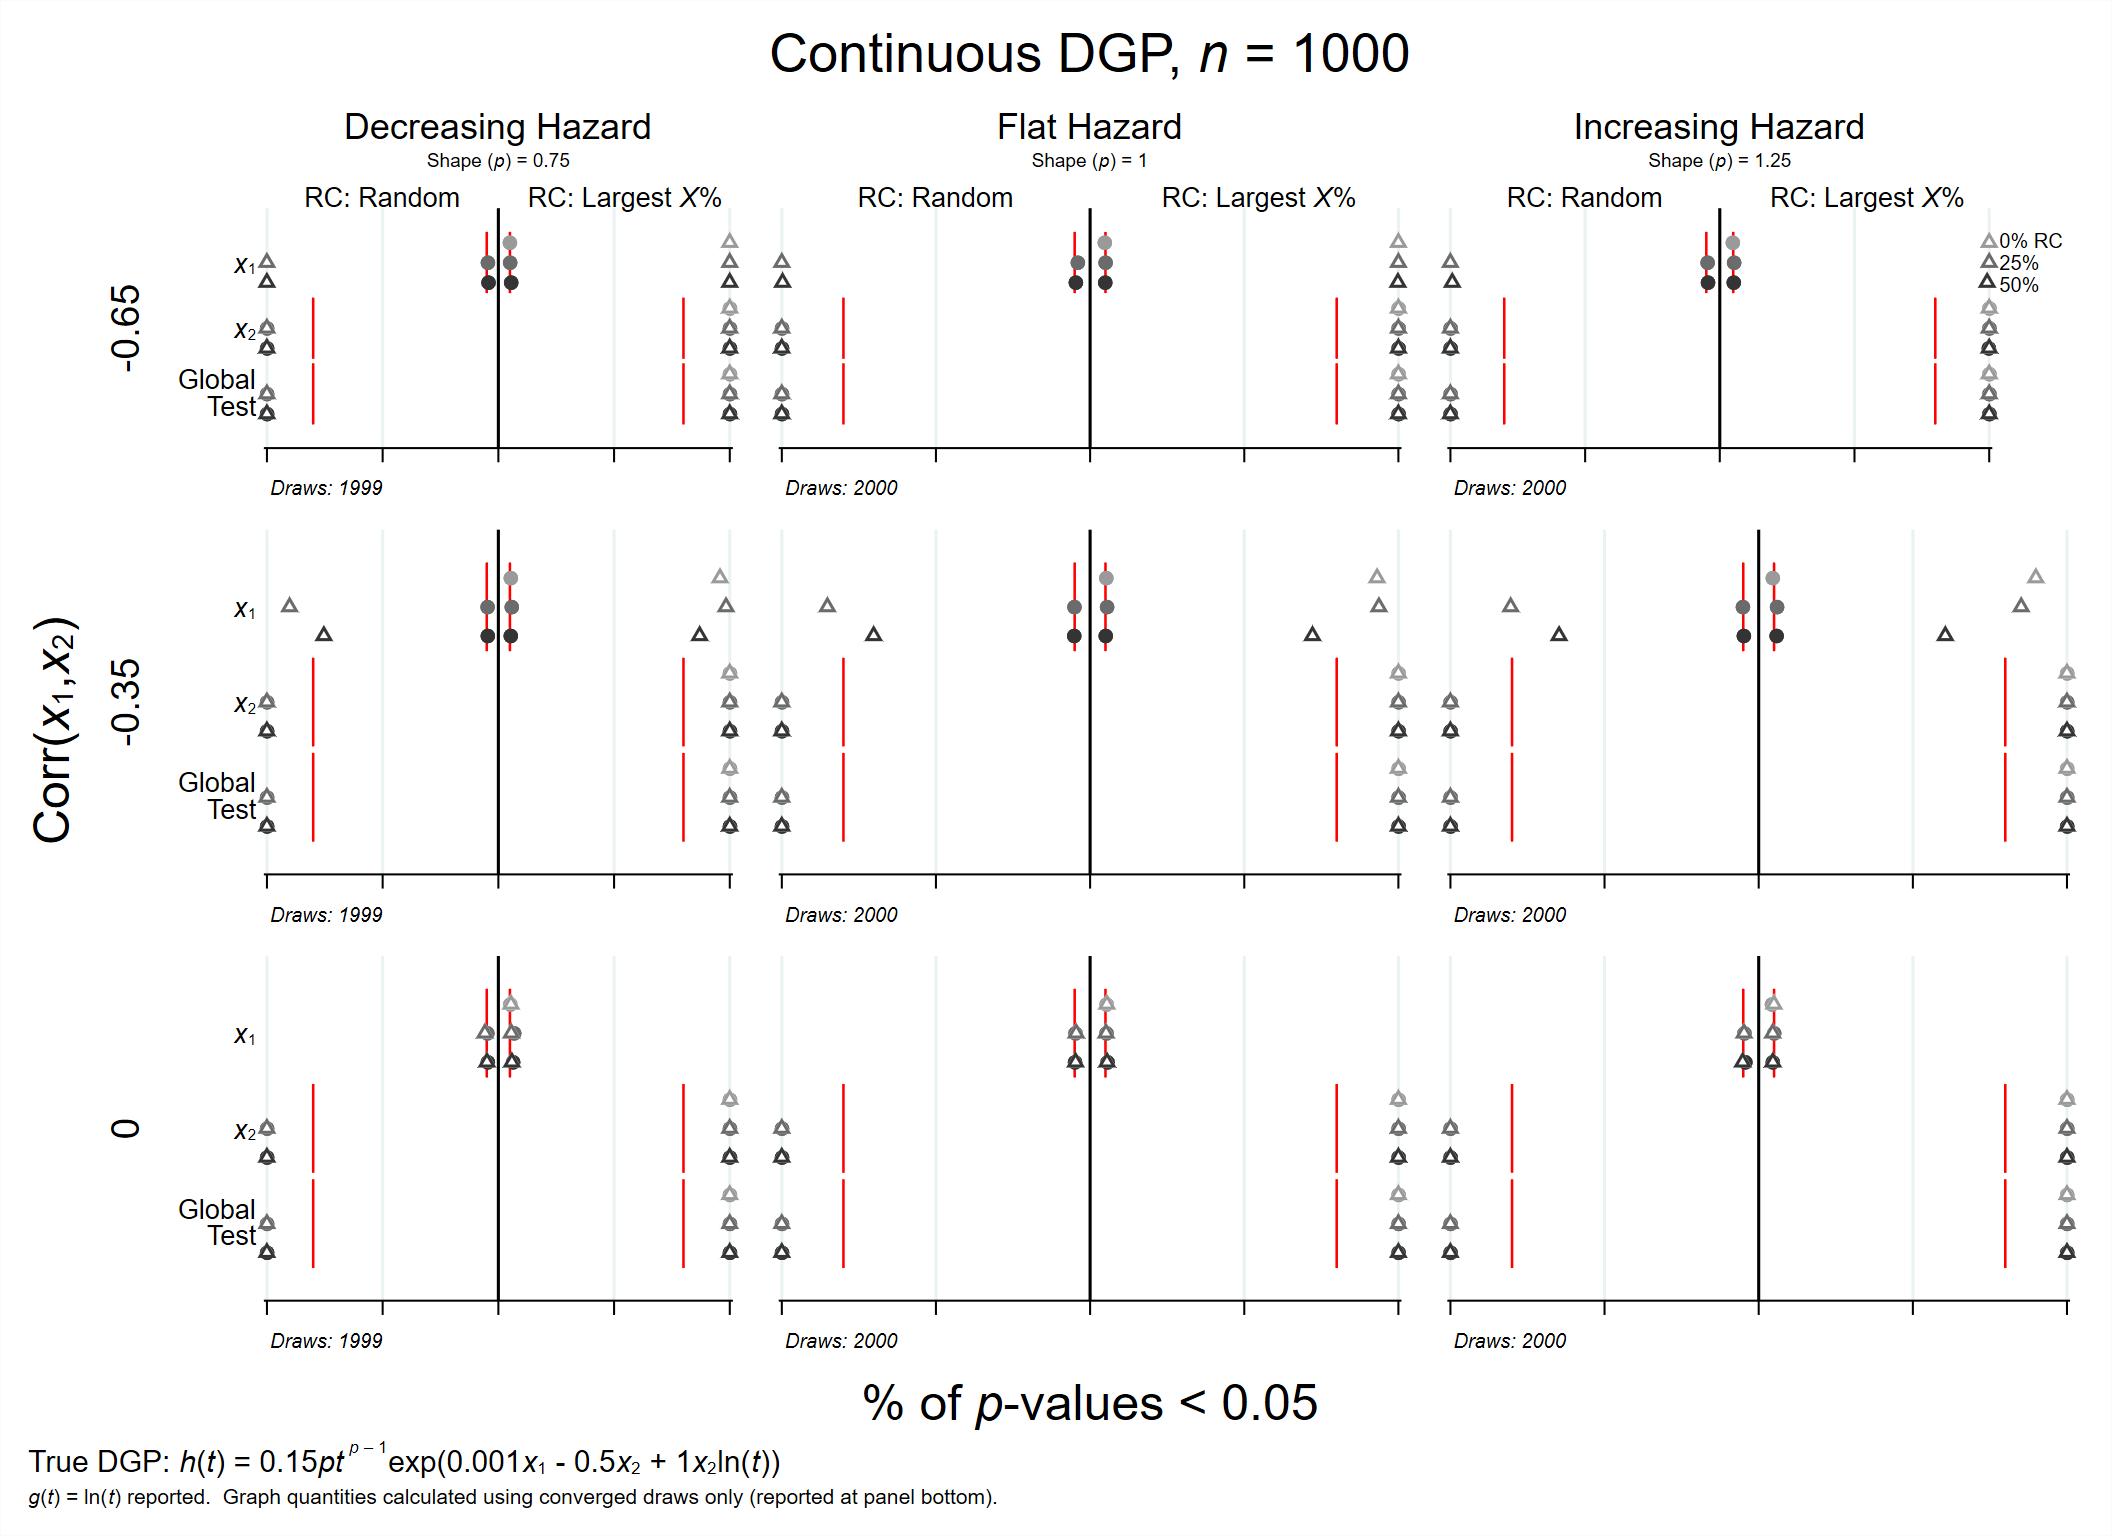 Continuous DGP, n = 1000
Decreasing Hazard
Shape (p) = 0.75
Flat Hazard
Shape (p) = 1
Increasing Hazard
Shape (p) = 1.25
RC: Random
RC: Largest X%
RC: Random
RC: Largest X%
RC: Random
RC: Largest X%
0% RC
25%
50%
Corr(x₁,x₂)
-0.65
x₁
x₂
Global
Test
Draws: 1999
Draws: 2000
Draws: 2000
-0.35
x₁
x₂
Global
Test
Draws: 1999
Draws: 2000
Draws: 2000
0
x₁
x₂
Global
Test
Draws: 1999
Draws: 2000
Draws: 2000
% of p-values < 0.05
True DGP: h(t) = 0.15pt^(p – 1) exp(0.001x₁ - 0.5x₂ + 1x₂ln(t))
g(t) = ln(t) reported.  Graph quantities calculated using converged draws only (reported at panel bottom).